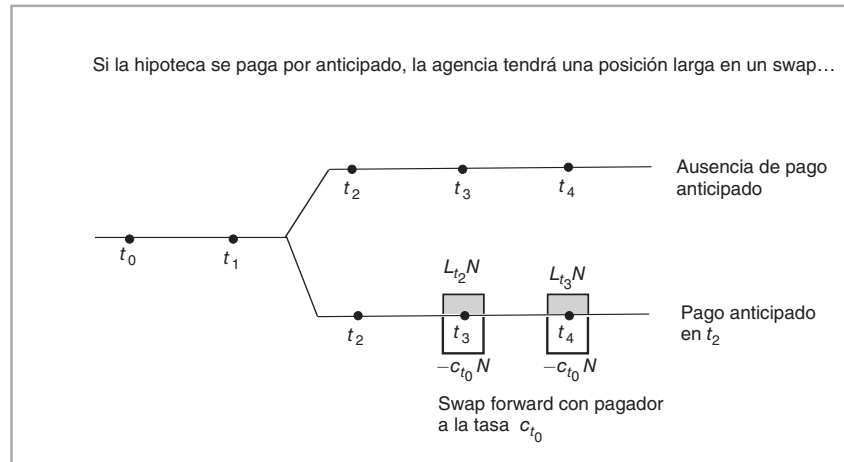 Si la hipoteca se paga por anticipado, la agencia tendrá una posición larga en un swap…
Ausencia de pago
anticipado
t2 t3 t4
t0 t1
Lt2N Lt3N
Pago anticipado
en t2
t2 t3 t4
−ct0 N −ct0 N
Swap forward con pagador
a la tasa ct0